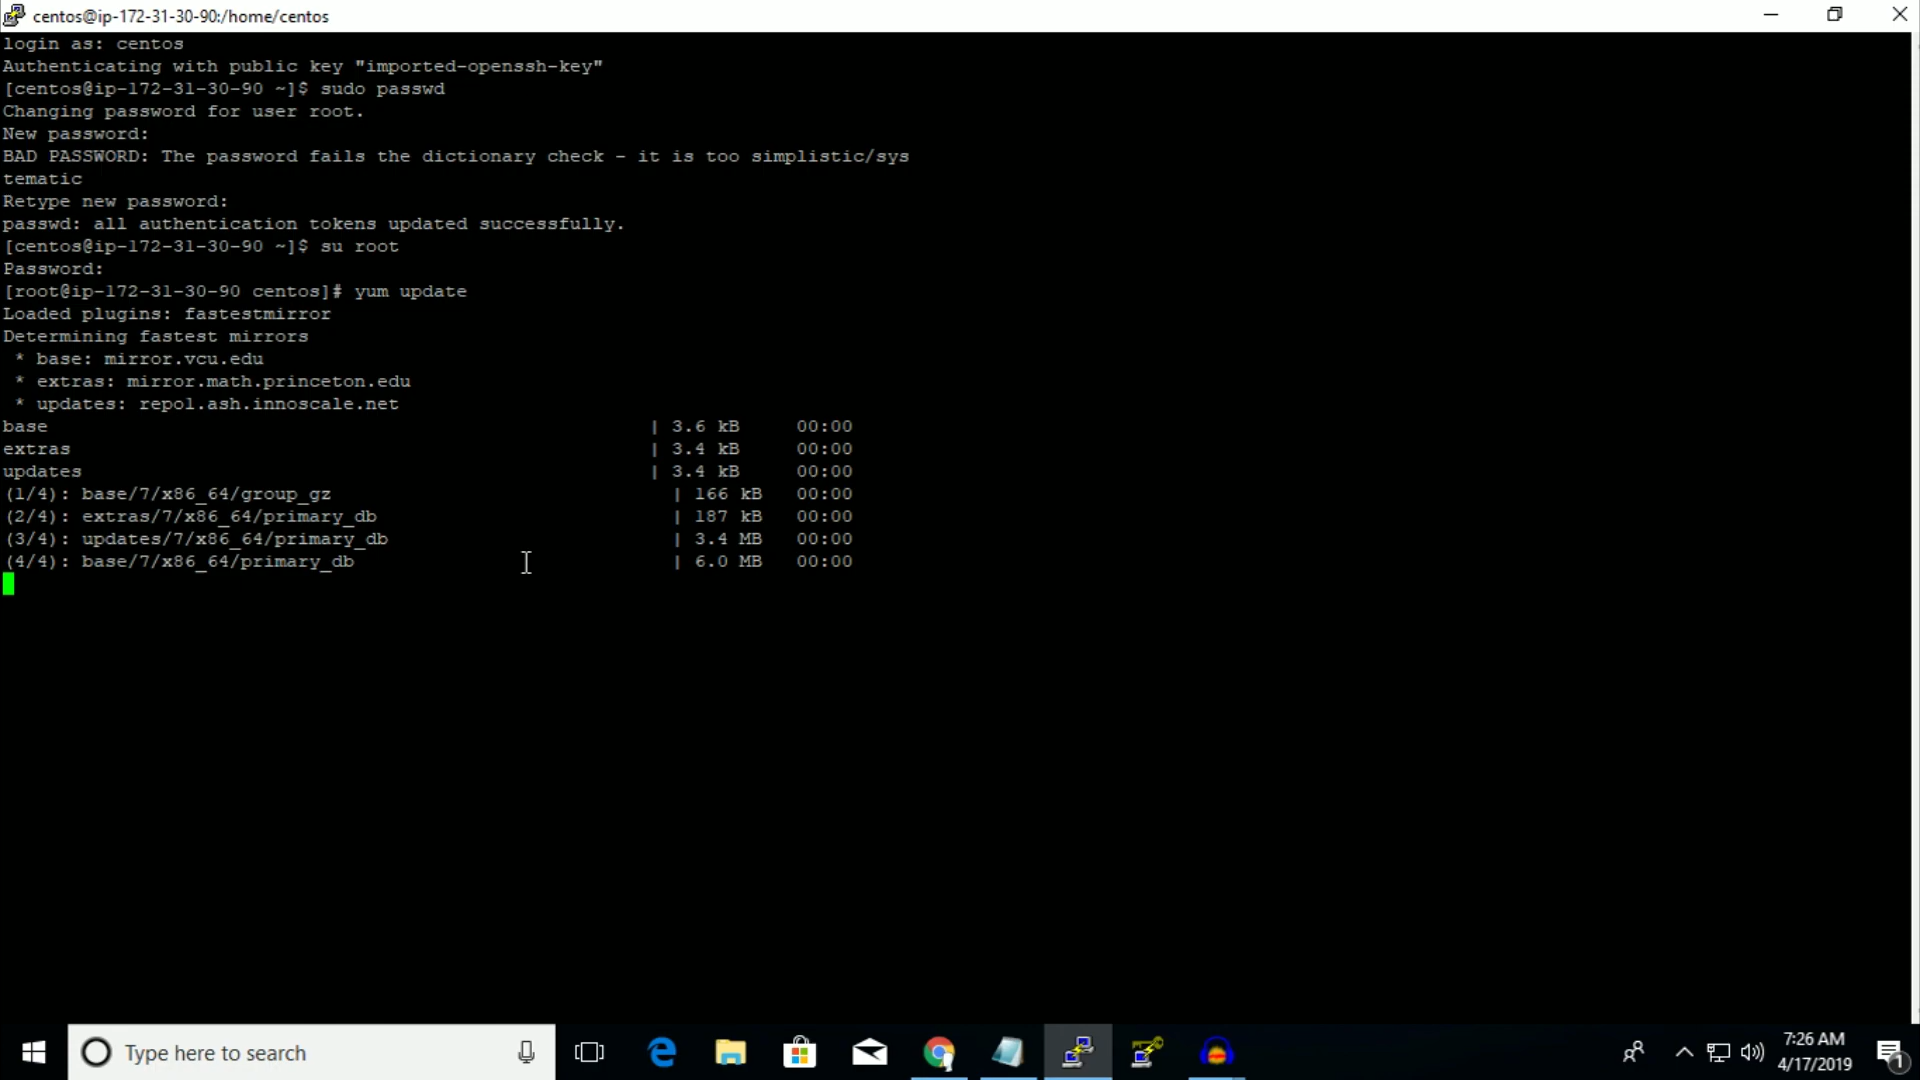 centos@ip-172-31-30-90:/home/centos
login as: centos
Authenticating with public key "imported-openssh-key"
[centos@ip-172-31-30-90 ~]$ sudo passwd
Changing password for user root.
New password:
BAD PASSWORD: The password fails the dictionary check - it is too simplistic/sys
tematic
Retype new password:
passwd: all authentication tokens updated successfully.
[centos@ip-172-31-30-90 ~]$ su root
Password:
[root@ip-172-31-30-90 centos]# yum update
Loaded plugins: fastestmirror
Determining fastest mirrors
 * base: mirror.vcu.edu
 * extras: mirror.math.princeton.edu
 * updates: repo1.ash.innoscale.net
base | 3.6 kB 00:00
extras | 3.4 kB 00:00
updates | 3.4 kB 00:00
(1/4): base/7/x86_64/group_gz | 166 kB 00:00
(2/4): extras/7/x86_64/primary_db | 187 kB 00:00
(3/4): updates/7/x86_64/primary_db | 3.4 MB 00:00
(4/4): base/7/x86_64/primary_db | 6.0 MB 00:00
Type here to search
7:26 AM
4/17/2019
1